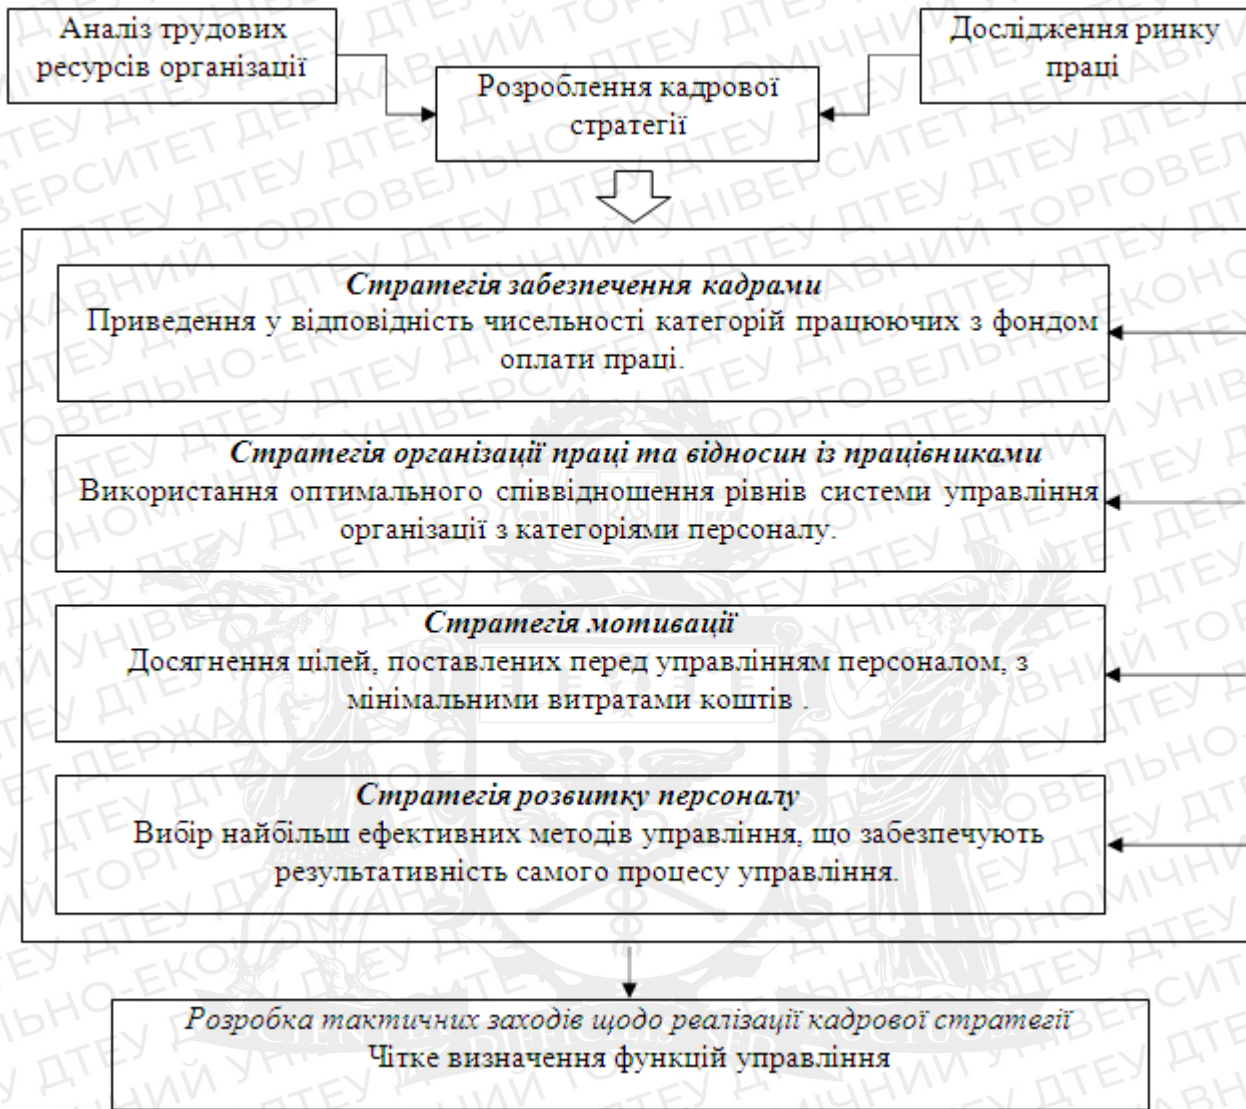 Аналіз трудових
ресурсів організації
Дослідження ринку
праці
Розроблення кадрової
стратегії
Стратегія забезпечення кадрами
Приведення у відповідність чисельності категорій працюючих з фондом
оплати праці.
Стратегія організації праці та відносин із працівниками
Використання оптимального співвідношення рівнів системи управління
організації з категоріями персоналу.
Стратегія мотивації
Досягнення цілей, поставлених перед управлінням персоналом, з
мінімальними витратами коштів .
Стратегія розвитку персоналу
Вибір найбільш ефективних методів управління, що забезпечують
результативність самого процесу управління.
Розробка тактичних заходів щодо реалізації кадрової стратегії
Чітке визначення функцій управління